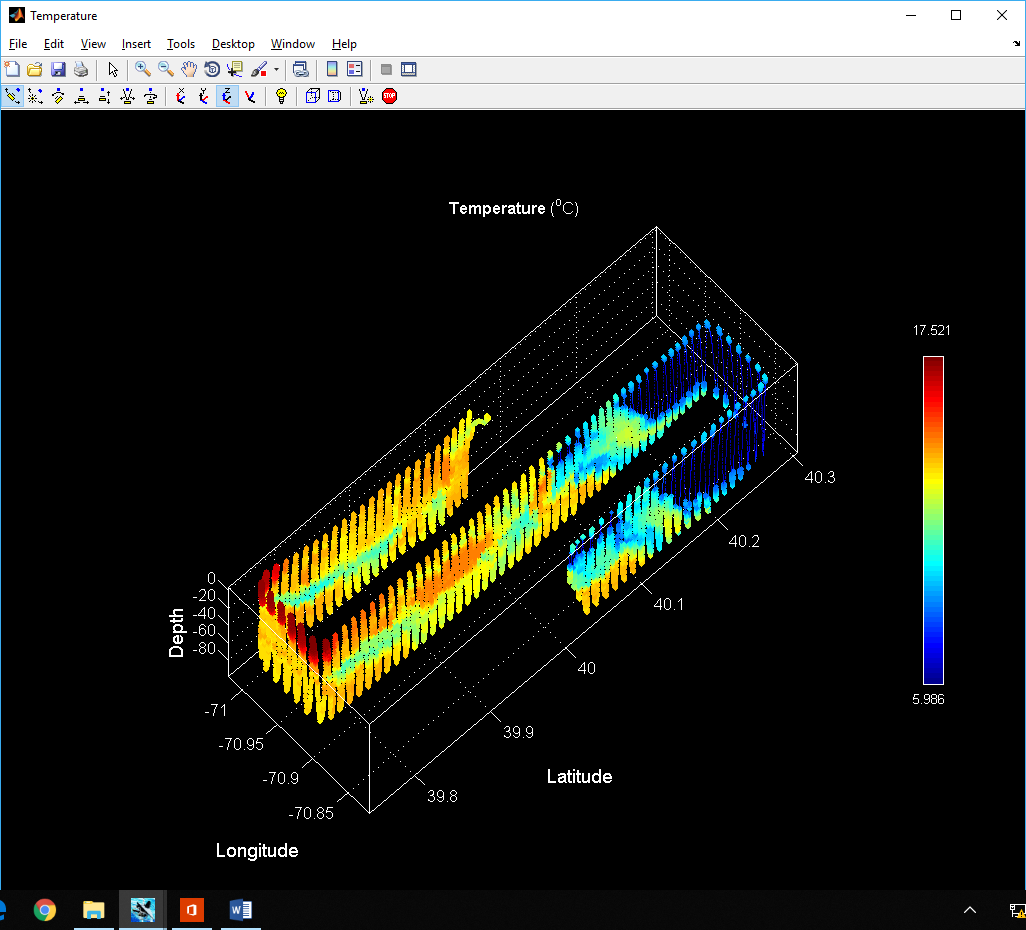 Temperature
File Edit View Insert Tools Desktop Window Help
X Y Z
STOP
Temperature (°C)
17.521
5.986
40.3
40.2
40.1
40
39.9
39.8
Latitude
0
-20
-40
-60
-80
Depth
-71
-70.95
-70.9
-70.85
Longitude
W